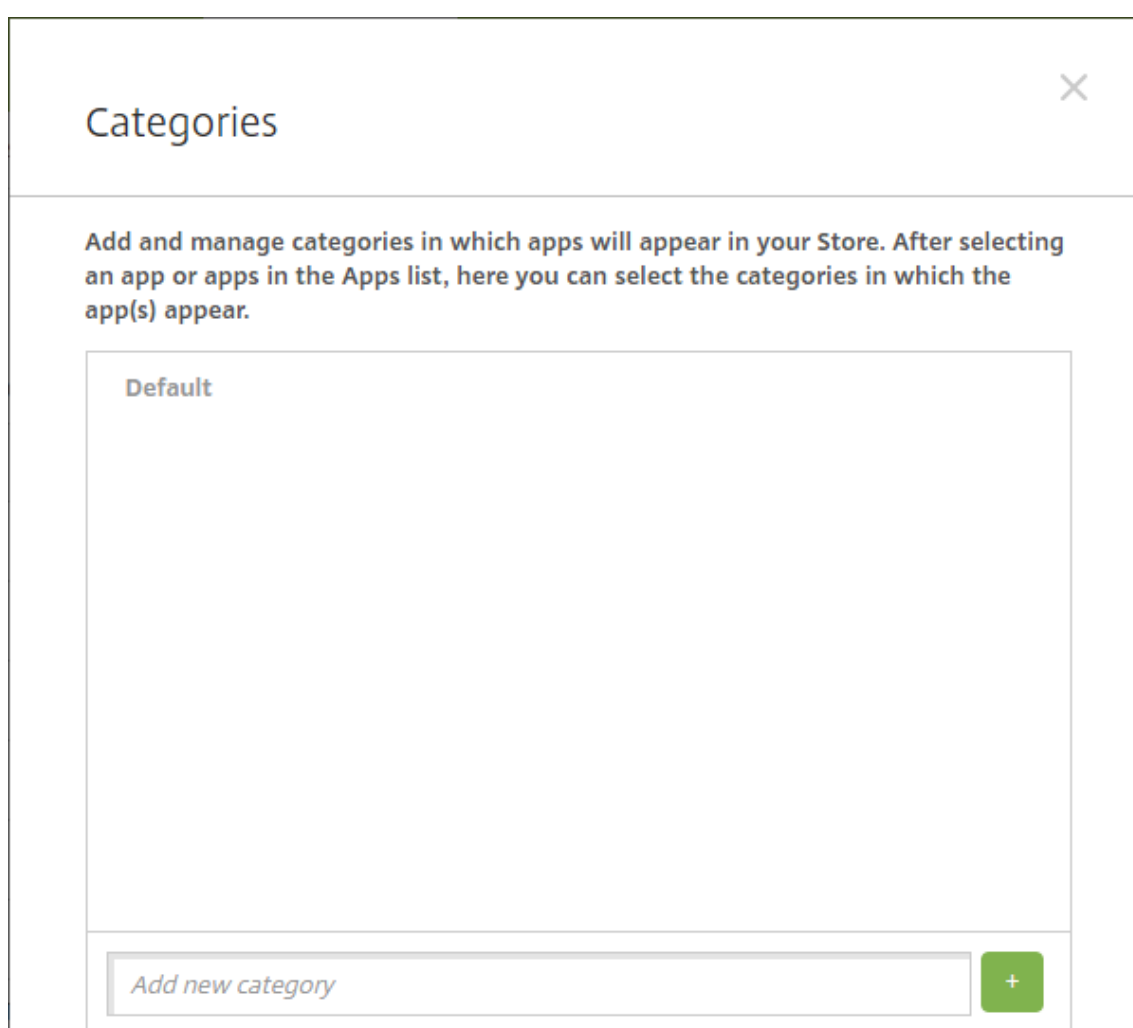 Categories
Add and manage categories in which apps will appear in your Store. After selecting
an app or apps in the Apps list, here you can select the categories in which the
app(s) appear.
Default
Add new category
+